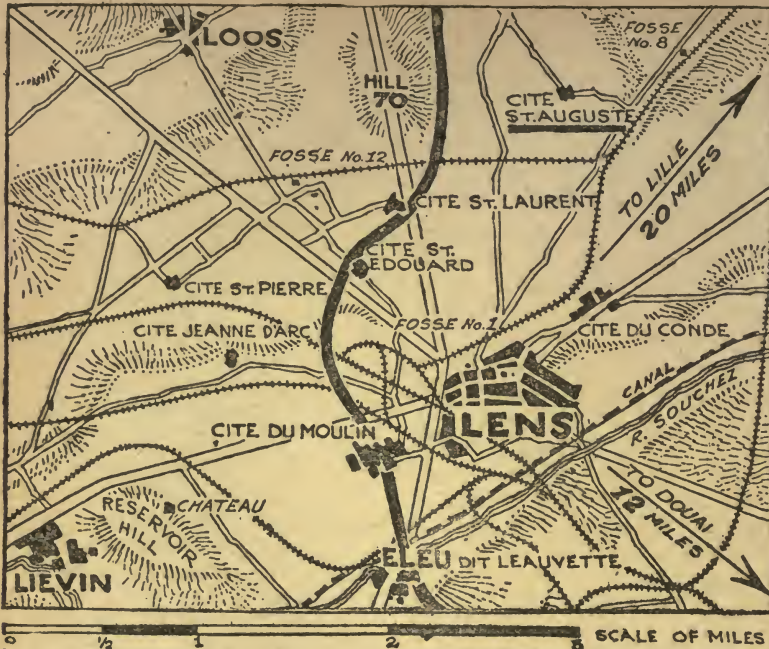 LOOS
FOSSE
No. 8
HILL
70
CITE
ST. AUGUSTE
FOSSE No. 12
TO LILLE
20 MILES
CITE ST. LAURENT
CITE ST.
EDOUARD
CITE ST. PIERRE
FOSSE No. 1
CITE JEANNE D'ARC
CITE DU CONDE
CANAL
R. SOUCHEZ
LENS
CITE DU MOULIN
TO DOUAI
12 MILES
CHATEAU
RESERVOIR
HILL
ELEU DIT LEAUVETTE
LIEVIN
0 1/2 1 2 3 SCALE OF MILES